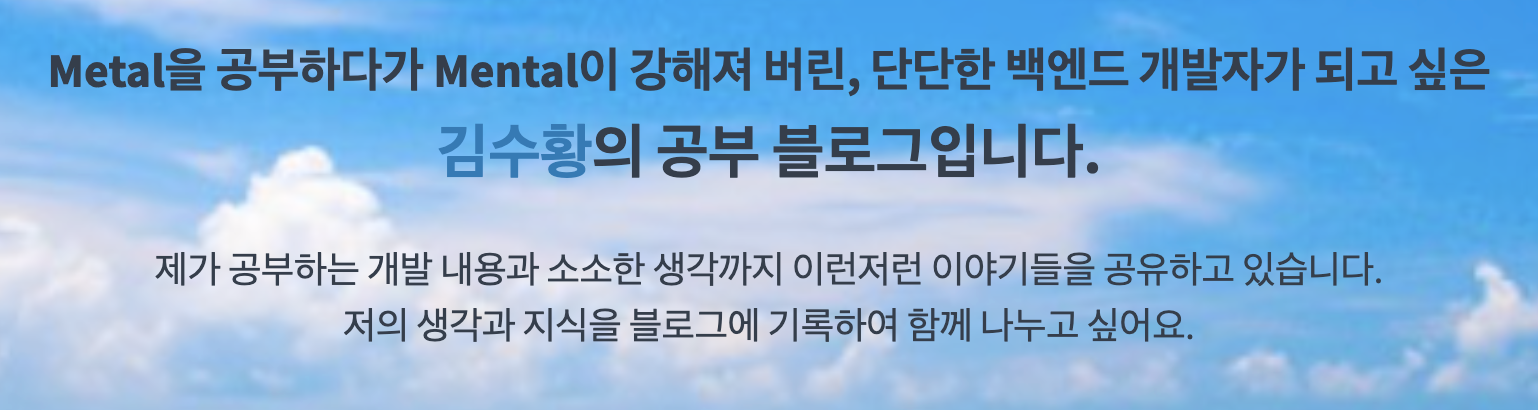 Metal을 공부하다가 Mental이 강해져 버린, 단단한 백엔드 개발자가 되고 싶은
김수황의 공부 블로그입니다.
제가 공부하는 개발 내용과 소소한 생각까지 이런저런 이야기들을 공유하고 있습니다.
저의 생각과 지식을 블로그에 기록하여 함께 나누고 싶어요.